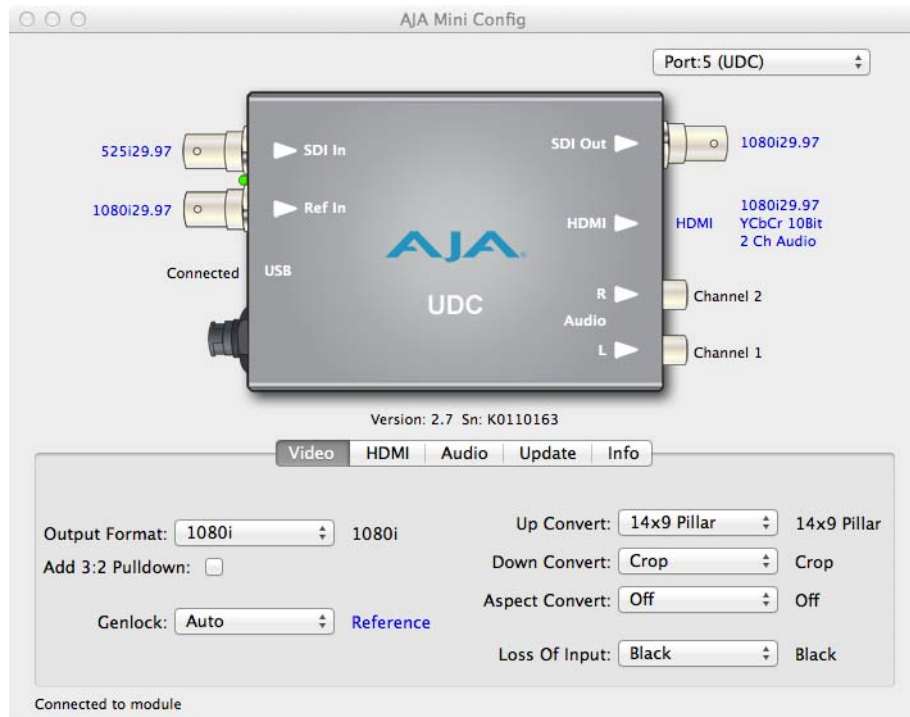 AJA Mini Config
Port:5 (UDC)
525i29.97
SDI In
SDI Out
1080i29.97
1080i29.97
Ref In
HDMI
HDMI
1080i29.97
YCbCr 10Bit
2 Ch Audio
AJA
Connected
USB
UDC
R
Channel 2
Audio
L
Channel 1
Version: 2.7 Sn: K0110163
Video
HDMI
Audio
Update
Info
Output Format:
1080i
1080i
Up Convert:
14x9 Pillar
14x9 Pillar
Add 3:2 Pulldown:
Down Convert:
Crop
Crop
Genlock:
Auto
Reference
Aspect Convert:
Off
Off
Loss Of Input:
Black
Black
Connected to module